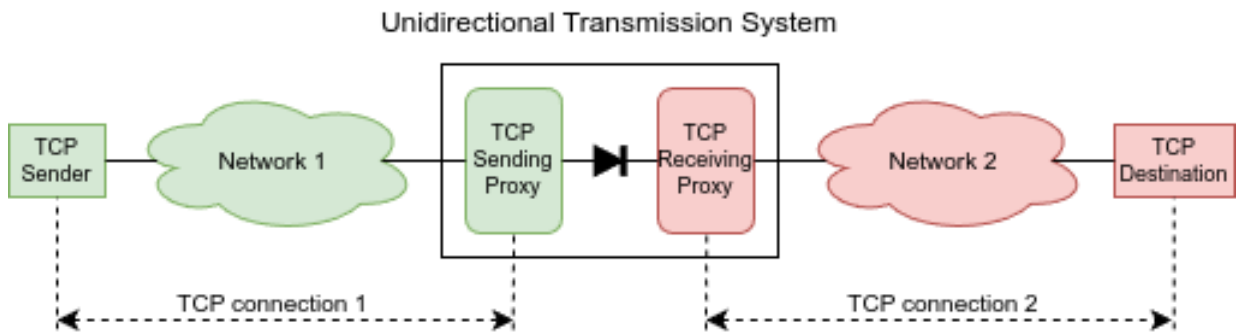 Unidirectional Transmission System
TCP
Sender
Network 1
TCP
Sending
Proxy
TCP
Receiving
Proxy
Network 2
TCP
Destination
TCP connection 1
TCP connection 2